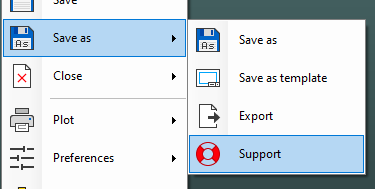 Save
Save as
Close
Plot
Preferences
Save as
Save as template
Export
Support